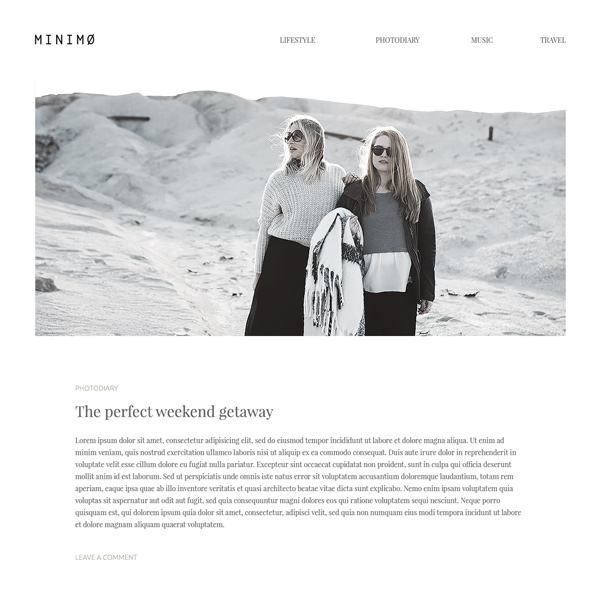 MINIMØ
LIFESTYLE PHOTODIARY MUSIC TRAVEL
PHOTODIARY
The perfect weekend getaway
Lorem ipsum dolor sit amet, consectetur adipisicing elit, sed do eiusmod tempor incididunt ut labore et dolore magna aliqua. Ut enim ad
minim veniam, quis nostrud exercitation ullamco laboris nisi ut aliquip ex ea commodo consequat. Duis aute irure dolor in reprehenderit in
voluptate velit esse cillum dolore eu fugiat nulla pariatur. Excepteur sint occaecat cupidatat non proident, sunt in culpa qui officia deserunt
mollit anim id est laborum. Sed ut perspiciatis unde omnis iste natus error sit voluptatem accusantium doloremque laudantium, totam rem
aperiam, eaque ipsa quae ab illo inventore veritatis et quasi architecto beatae vitae dicta sunt explicabo. Nemo enim ipsam voluptatem quia
voluptas sit aspernatur aut odit aut fugit, sed quia consequuntur magni dolores eos qui ratione voluptatem sequi nesciunt. Neque porro
quisquam est, qui dolorem ipsum quia dolor sit amet, consectetur, adipisci velit, sed quia non numquam eius modi tempora incidunt ut labore
et dolore magnam aliquam quaerat voluptatem.
LEAVE A COMMENT